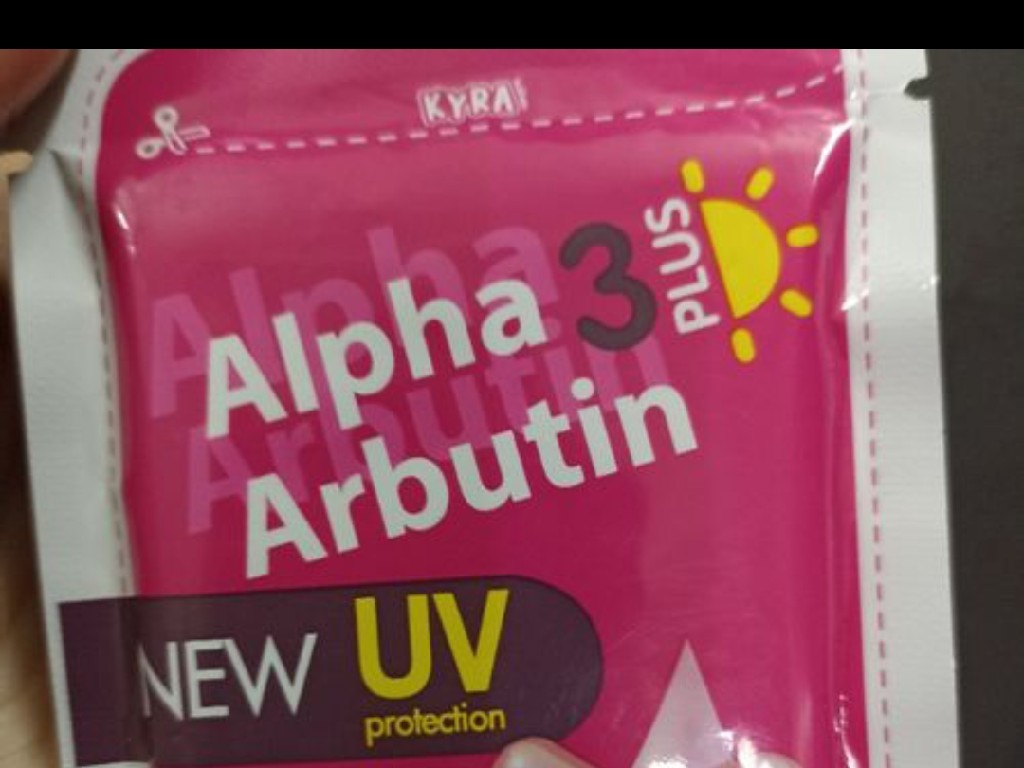 KYRA
Alpha 3 PLUS
Arbutin
NEW UV
protection